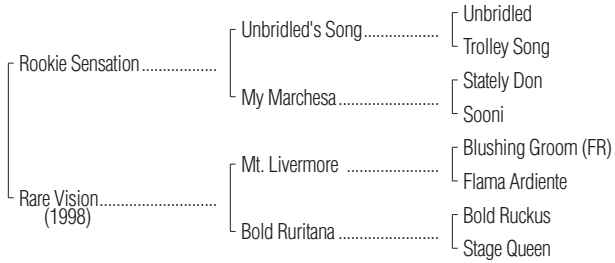 Unbridled
Unbridled's Song...................
Trolley Song
Rookie Sensation..................
Stately Don
My Marchesa.........................
Sooni
Blushing Groom (FR)
Mt. Livermore ......................
Flama Ardiente
Rare Vision............................
(1998)
Bold Ruckus
Bold Ruritana ........................
Stage Queen